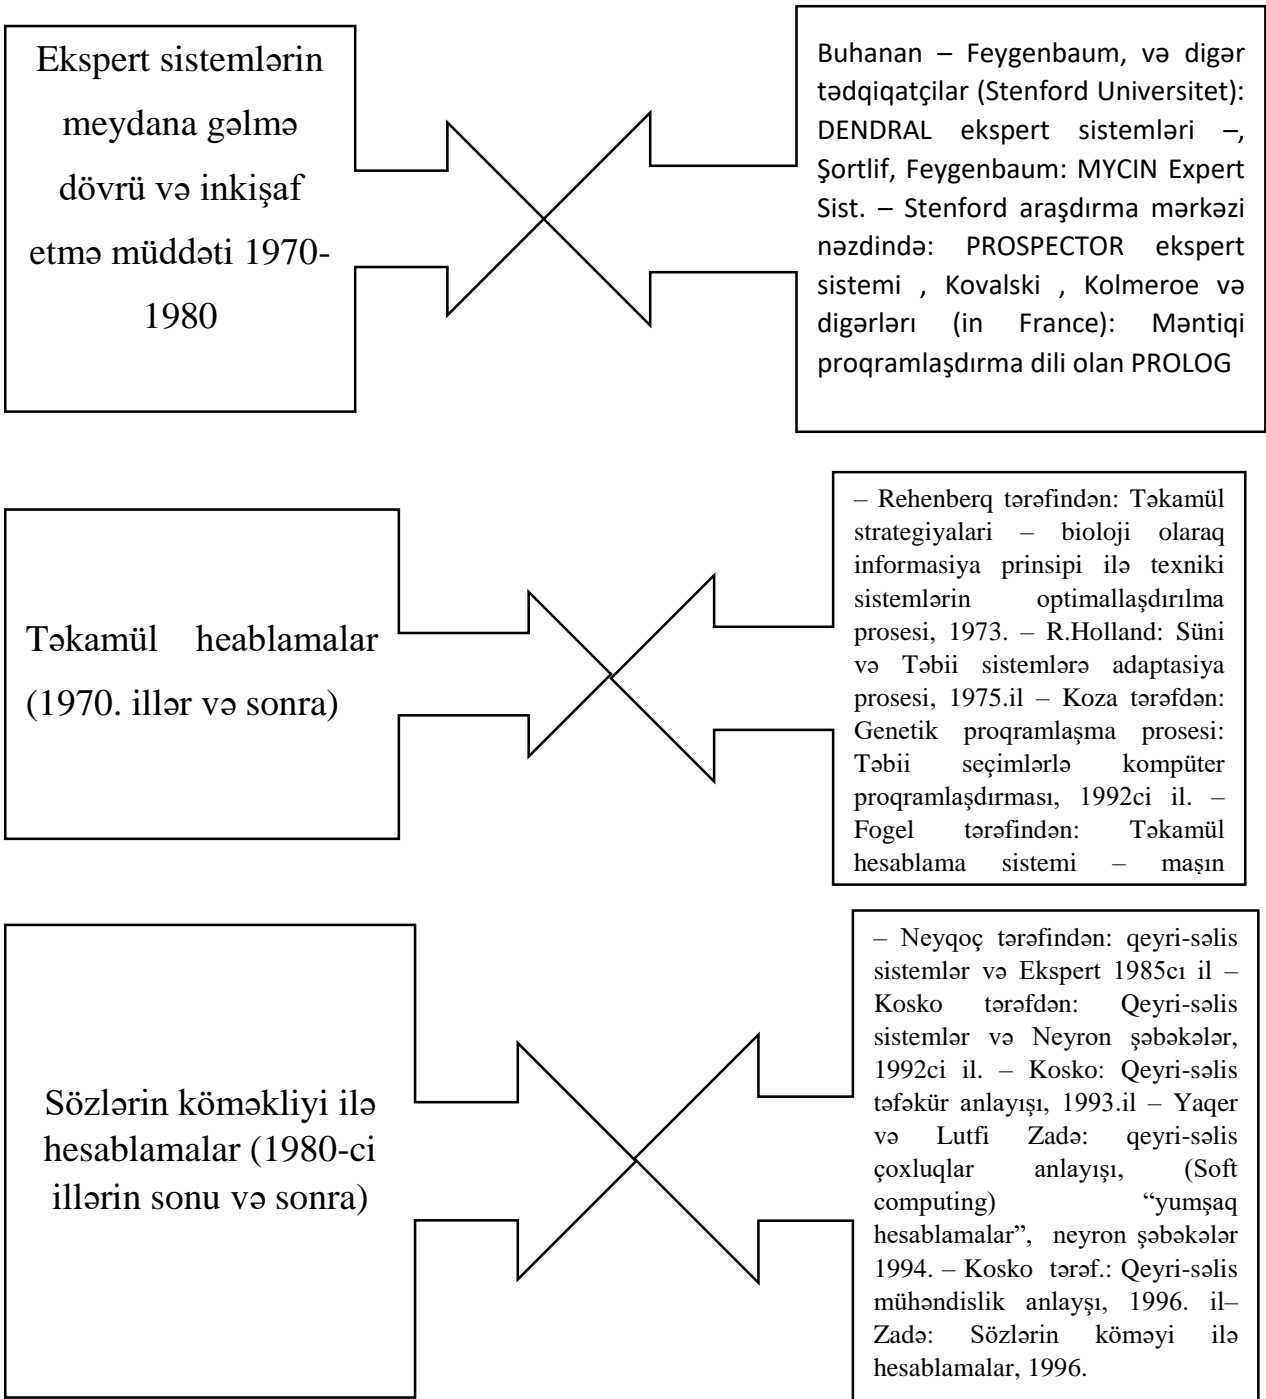 Ekspert sistemlərin
meydana gəlmə
dövrü və inkişaf
etmə müddəti 1970-
1980
Buhanan – Feygenbaum, və digər
tədqiqatçilar (Stenford Universitet):
DENDRAL ekspert sistemləri –,
Şortlif, Feygenbaum: MYCIN Expert
Sist. – Stenford araşdırma mərkəzi
nəzdində: PROSPECTOR ekspert
sistemi , Kovalski , Kolmeroe və
digərlərı (in France): Məntiqi
proqramlaşdırma dili olan PROLOG
Təkamül heablamalar
(1970. illər və sonra)
– Rehenberq tərəfindən: Təkamül
strategiyalari – bioloji olaraq
informasiya prinsipi ilə texniki
sistemlərin optimallaşdırılma
prosesi, 1973. – R.Holland: Süni
və Təbii sistemlərə adaptasiya
prosesi, 1975.il – Koza tərəfdən:
Genetik proqramlaşma prosesi:
Təbii seçimlərlə kompüter
proqramlaşdırması, 1992ci il. –
Fogel tərəfindən: Təkamül
hesablama sistemi – maşın
Sözlərin köməkliyi ilə
hesablamalar (1980-ci
illərin sonu və sonra)
– Neyqoç tərəfindən: qeyri-səlis
sistemlər və Ekspert 1985cı il –
Kosko tərəfdən: Qeyri-səlis
sistemlər və Neyron şəbəkələr,
1992ci il. – Kosko: Qeyri-səlis
təfəkür anlayışı, 1993.il – Yaqer
və Lutfi Zadə: qeyri-səlis
çoxluqlar anlayışı, (Soft
computing) “yumşaq
hesablamalar”, neyron şəbəkələr
1994. – Kosko tərəf.: Qeyri-səlis
mühəndislik anlayşı, 1996. il–
Zadə: Sözlərin köməyi ilə
hesablamalar, 1996.